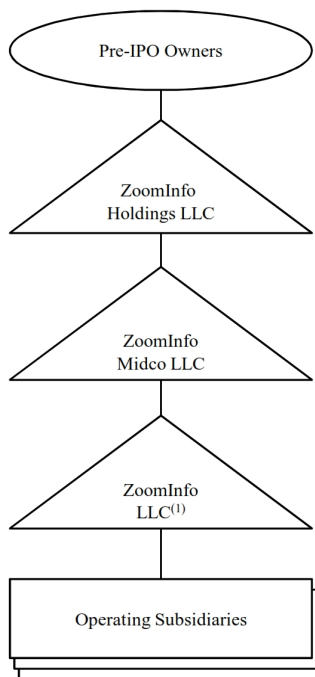 Pre-IPO Owners
ZoomInfo
Holdings LLC
ZoomInfo
Midco LLC
ZoomInfo
LLC(1)
Operating Subsidiaries